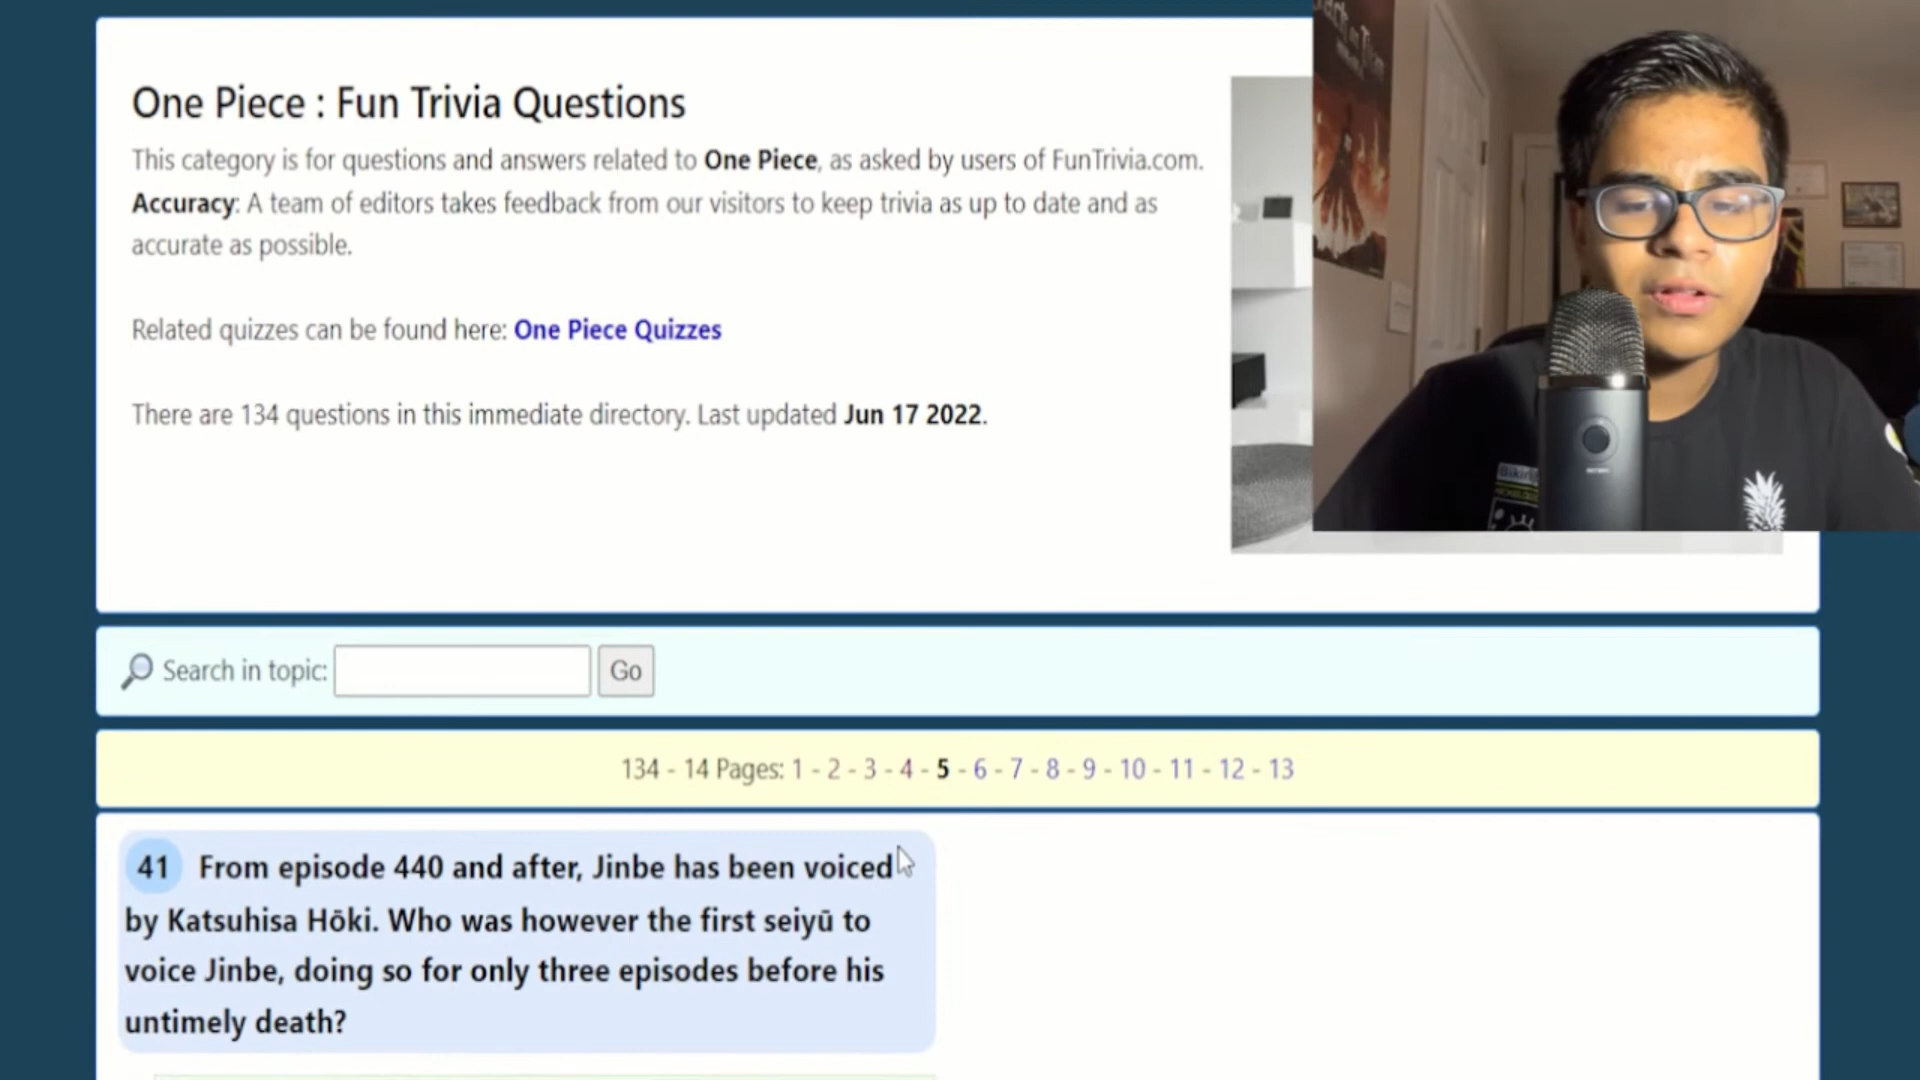 One Piece : Fun Trivia Questions
This category is for questions and answers related to One Piece, as asked by users of FunTrivia.com.
Accuracy: A team of editors takes feedback from our visitors to keep trivia as up to date and as
accurate as possible.
Related quizzes can be found here: One Piece Quizzes
There are 134 questions in this immediate directory. Last updated Jun 17 2022.
Search in topic: Go
134 - 14 Pages: 1 - 2 - 3 - 4 - 5 - 6 - 7 - 8 - 9 - 10 - 11 - 12 - 13
41 From episode 440 and after, Jinbe has been voiced
by Katsuhisa Hōki. Who was however the first seiyū to
voice Jinbe, doing so for only three episodes before his
untimely death?